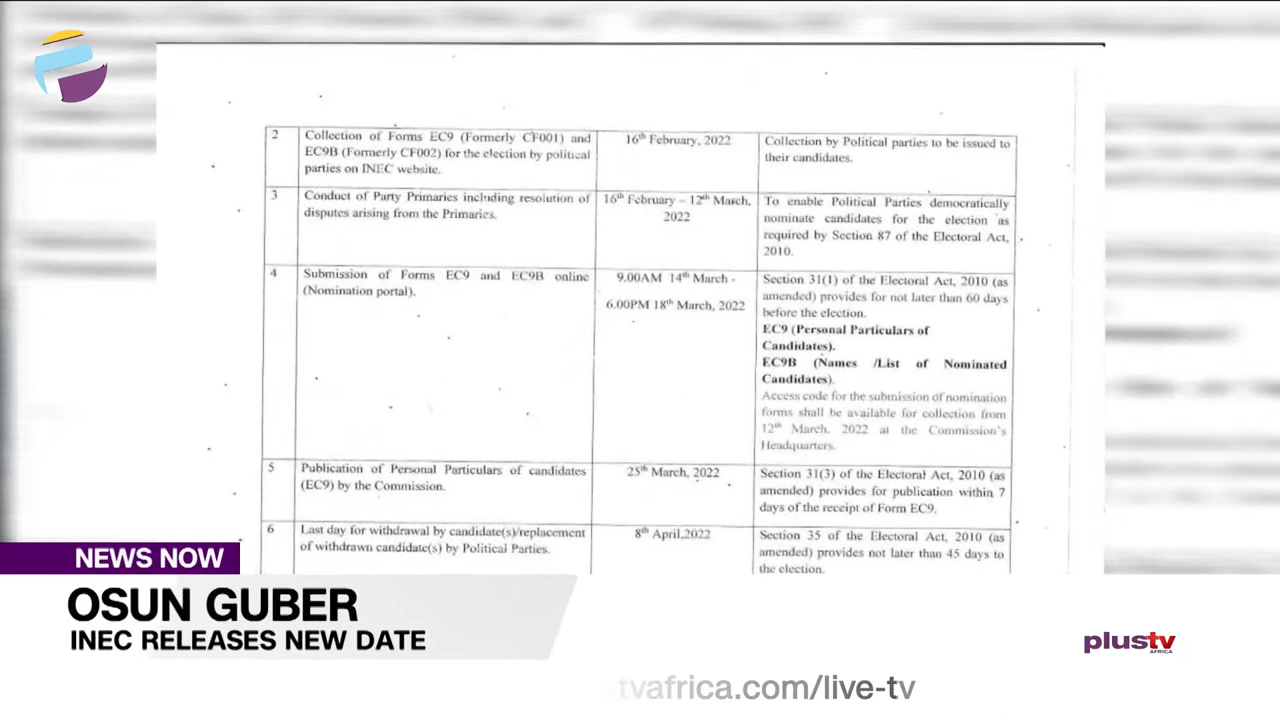 2
Collection of Forms EC9 (Formerly CF001) and
EC9B (Formerly CF002) for the election by political
parties on INEC website.
16th February, 2022
Collection by Political parties to be issued to
their candidates.
3
Conduct of Party Primaries including resolution of
disputes arising from the Primaries.
16th February – 12th March,
2022
To enable Political Parties democratically
nominate candidates for the election as
required by Section 87 of the Electoral Act,
2010.
4
Submission of Forms EC9 and EC9B online
(Nomination portal).
9.00AM 14th March -
6.00PM 18th March, 2022
Section 31(1) of the Electoral Act, 2010 (as
amended) provides for not later than 60 days
before the election.
EC9 (Personal Particulars of
Candidates).
EC9B (Names /List of Nominated
Candidates).
Access code for the submission of nomination
forms shall be available for collection from
12th March, 2022 at the Commission's
Headquarters.
5
Publication of Personal Particulars of candidates
(EC9) by the Commission.
25th March, 2022
Section 31(3) of the Electoral Act, 2010 (as
amended) provides for publication within 7
days of the receipt of Form EC9.
6
Last day for withdrawal by candidate(s)/replacement
of withdrawn candidate(s) by Political Parties.
8th April,2022
Section 35 of the Electoral Act, 2010 (as
amended) provides not later than 45 days to
the election.
NEWS NOW
OSUN GUBER
INEC RELEASES NEW DATE
plustv
AFRICA
tvafrica.com/live-tv